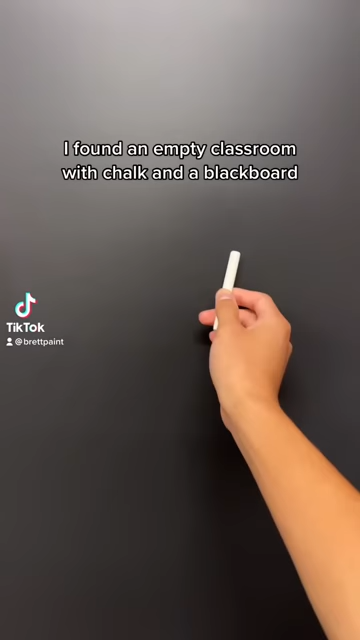 I found an empty classroom
with chalk and a blackboard
TikTok
@brettpaint